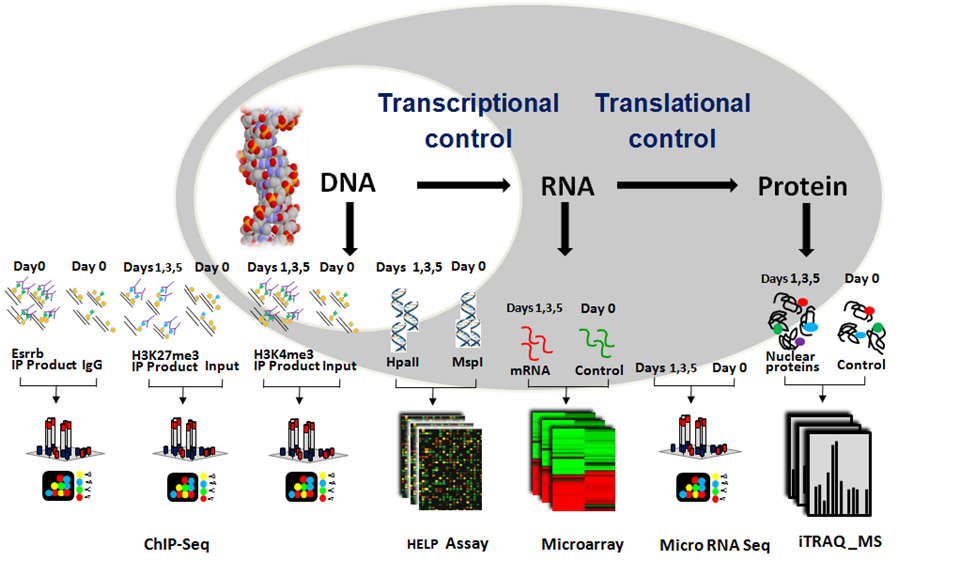 Transcriptional
control
Translational
control
DNA
RNA
Protein
Day0
Day 0
Days 1,3,5
Day 0
Days 1,3,5
Day 0
Days 1,3,5
Day 0
Days 1,3,5
Day 0
Days 1,3,5
Day 0
Esrrb
IP Product IgG
H3K27me3
IP Product Input
H3K4me3
IP Product Input
HpaII
MspI
mRNA
Control
Days 1,3,5
Day 0
Nuclear
proteins
Control
ChIP-Seq
HELP Assay
Microarray
Micro RNA Seq
iTRAQ_MS